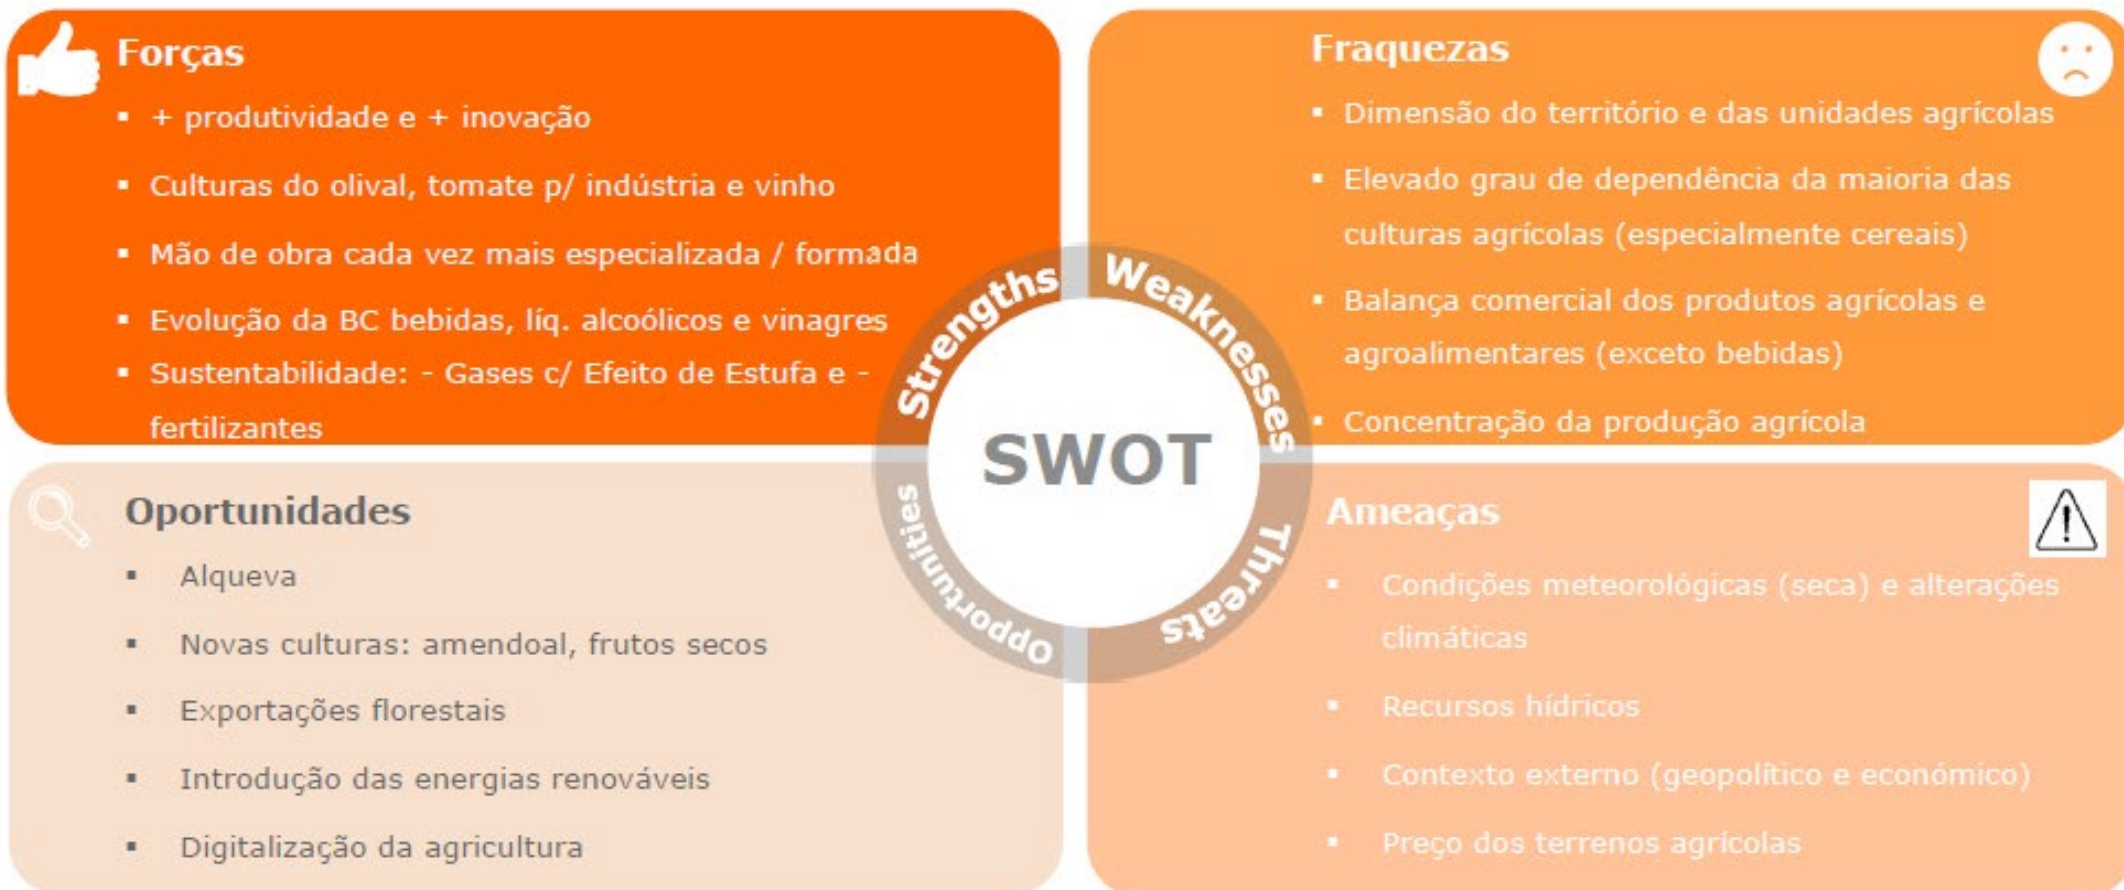 Forças
▪ + produtividade e + inovação
▪ Culturas do olival, tomate p/ indústria e vinho
▪ Mão de obra cada vez mais especializada / formada
▪ Evolução da BC bebidas, líq. alcoólicos e vinagres
▪ Sustentabilidade: - Gases c/ Efeito de Estufa e -
fertilizantes
Fraquezas
▪ Dimensão do território e das unidades agrícolas
▪ Elevado grau de dependência da maioria das
culturas agrícolas (especialmente cereais)
▪ Balança comercial dos produtos agrícolas e
agroalimentares (exceto bebidas)
▪ Concentração da produção agrícola
Strengths
Weaknesses
SWOT
Opportunities
Threats
Oportunidades
▪ Alqueva
▪ Novas culturas: amendoal, frutos secos
▪ Exportações florestais
▪ Introdução das energias renováveis
▪ Digitalização da agricultura
Ameaças
▪ Condições meteorológicas (seca) e alterações
climáticas
▪ Recursos hídricos
▪ Contexto externo (geopolítico e económico)
▪ Preço dos terrenos agrícolas